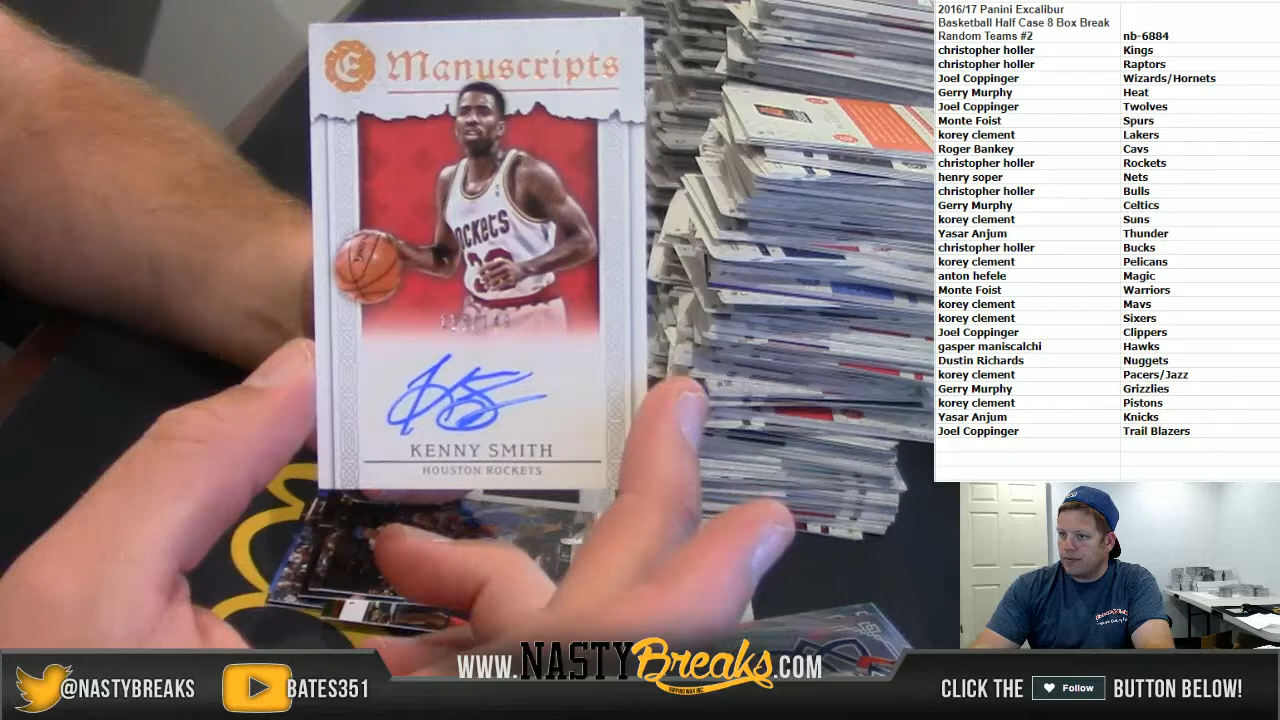 E Manuscripts
ROCKETS
KENNY SMITH
HOUSTON ROCKETS
2016/17 Panini Excalibur
Basketball Half Case 8 Box Break
Random Teams #2 nb-6884
christopher holler Kings
christopher holler Raptors
Joel Coppinger Wizards/Hornets
Gerry Murphy Heat
Joel Coppinger Twolves
Monte Foist Spurs
korey clement Lakers
Roger Bankey Cavs
christopher holler Rockets
henry soper Nets
christopher holler Bulls
Gerry Murphy Celtics
korey clement Suns
Yasar Anjum Thunder
christopher holler Bucks
korey clement Pelicans
anton hefele Magic
Monte Foist Warriors
korey clement Mavs
korey clement Sixers
Joel Coppinger Clippers
gasper maniscalchi Hawks
Dustin Richards Nuggets
korey clement Pacers/Jazz
Gerry Murphy Grizzlies
korey clement Pistons
Yasar Anjum Knicks
Joel Coppinger Trail Blazers
@NASTYBREAKS
BATES351
WWW.NASTYBreaks.COM
RIPPING WAX INC.
CLICK THE Follow BUTTON BELOW!